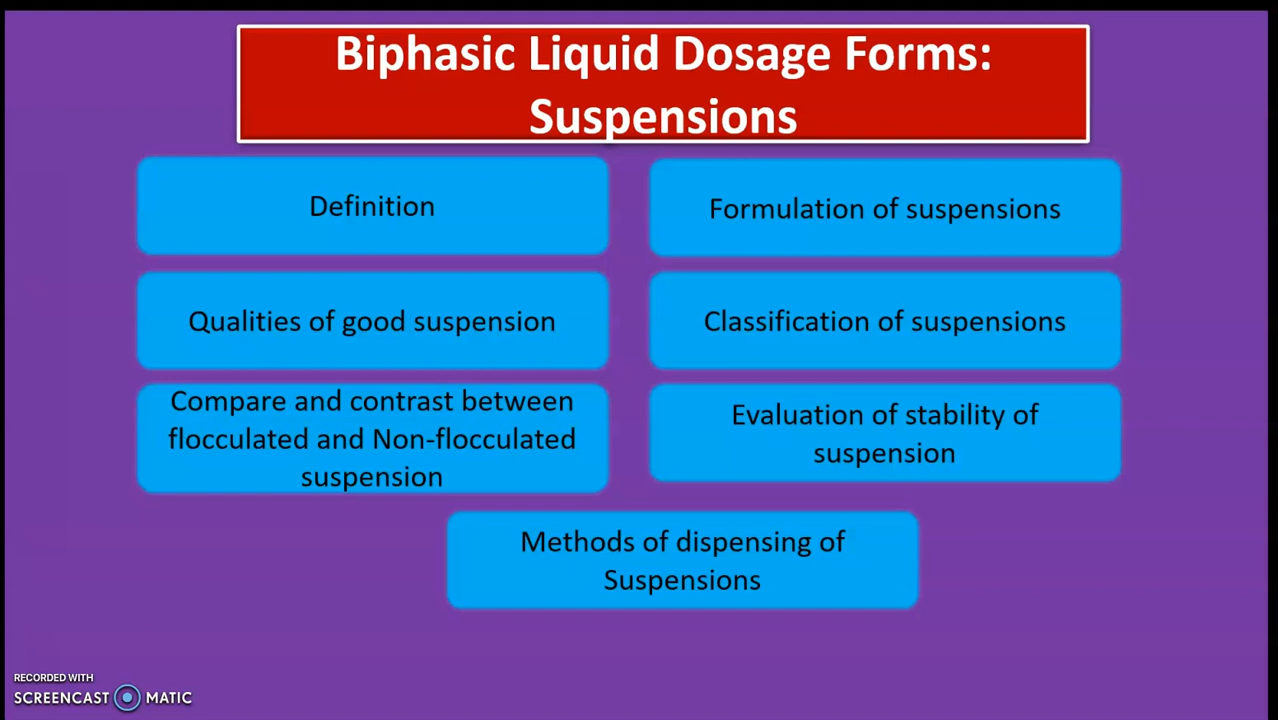 Biphasic Liquid Dosage Forms:
Suspensions
Definition
Formulation of suspensions
Qualities of good suspension
Classification of suspensions
Compare and contrast between
flocculated and Non-flocculated
suspension
Evaluation of stability of
suspension
Methods of dispensing of
Suspensions
RECORDED WITH
SCREENCAST MATIC